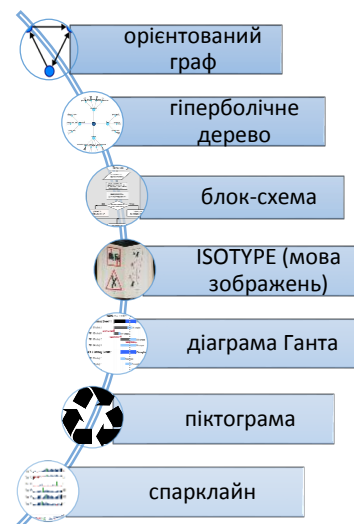 орієнтований
граф
гіперболічне
дерево
блок-схема
ISOTYPE (мова
зображень)
діаграма Ганта
піктограма
спарклайн